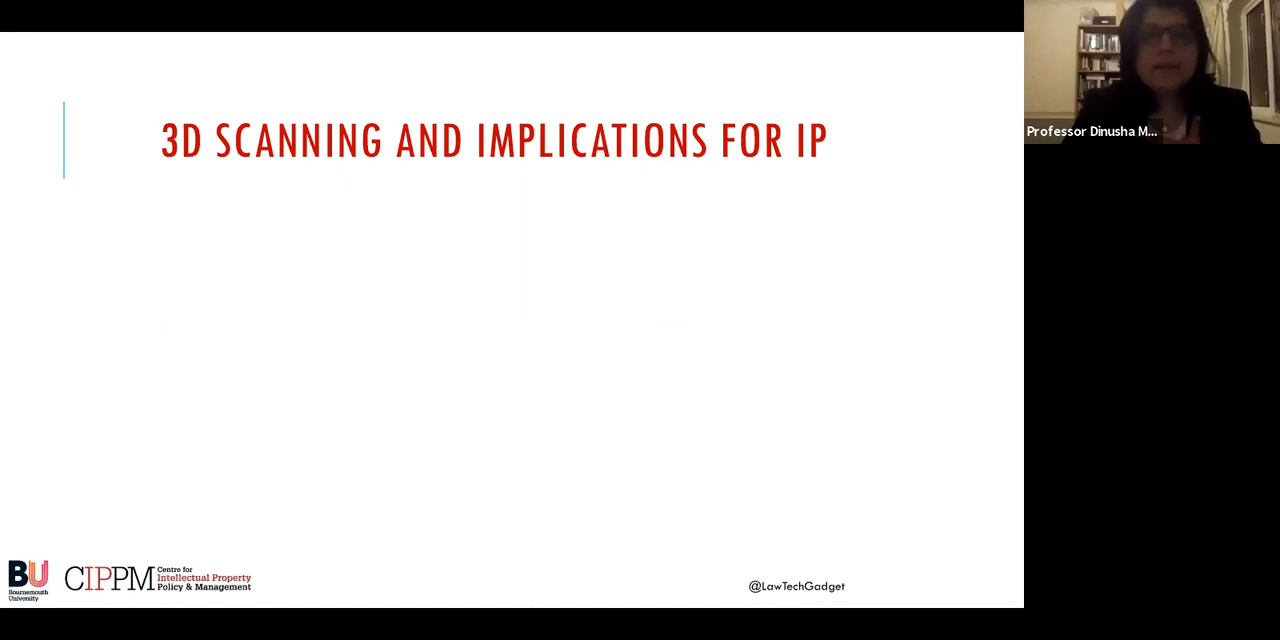 3D SCANNING AND IMPLICATIONS FOR IP
Professor Dinusha M...
BU
Bournemouth
University
CIPPM
Centre for
Intellectual Property
Policy & Management
@LawTechGadget